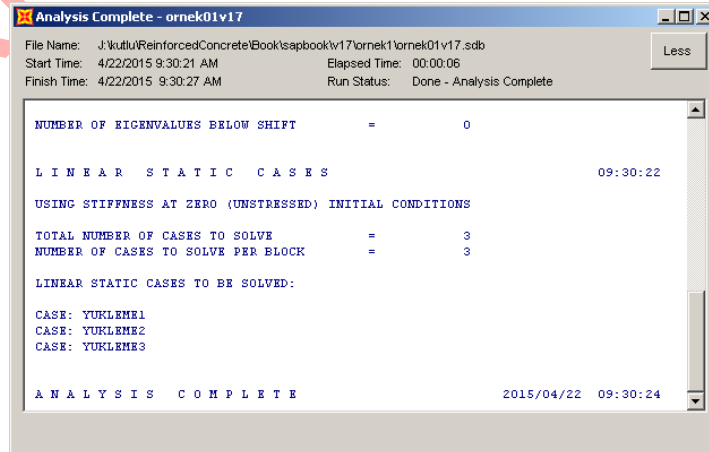 Analysis Complete - ornek01v17
File Name: J:\kutlu\ReinforcedConcrete\Book\sapbook\v17\ornek1\ornek01v17.sdb
Less
Start Time: 4/22/2015 9:30:21 AM Elapsed Time: 00:00:06
Finish Time: 4/22/2015 9:30:27 AM Run Status: Done - Analysis Complete
NUMBER OF EIGENVALUES BELOW SHIFT = 0
L I N E A R S T A T I C C A S E S 09:30:22
USING STIFFNESS AT ZERO (UNSTRESSED) INITIAL CONDITIONS
TOTAL NUMBER OF CASES TO SOLVE = 3
NUMBER OF CASES TO SOLVE PER BLOCK = 3
LINEAR STATIC CASES TO BE SOLVED:
CASE: YUKLEME1
CASE: YUKLEME2
CASE: YUKLEME3
A N A L Y S I S C O M P L E T E 2015/04/22 09:30:24